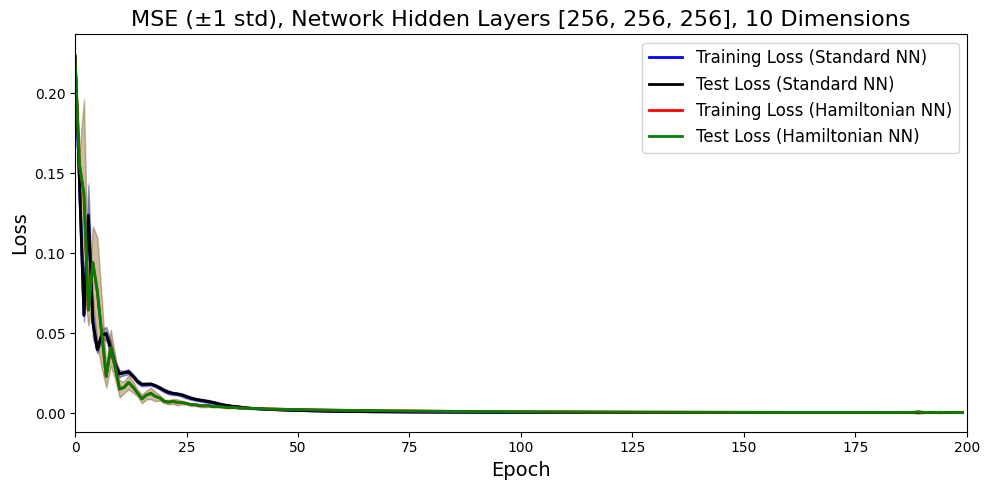 MSE (±1 std), Network Hidden Layers [256, 256, 256], 10 Dimensions
Training Loss (Standard NN)
Test Loss (Standard NN)
Training Loss (Hamiltonian NN)
Test Loss (Hamiltonian NN)
Loss
0.20
0.15
0.10
0.05
0.00
0 25 50 75 100 125 150 175 200
Epoch